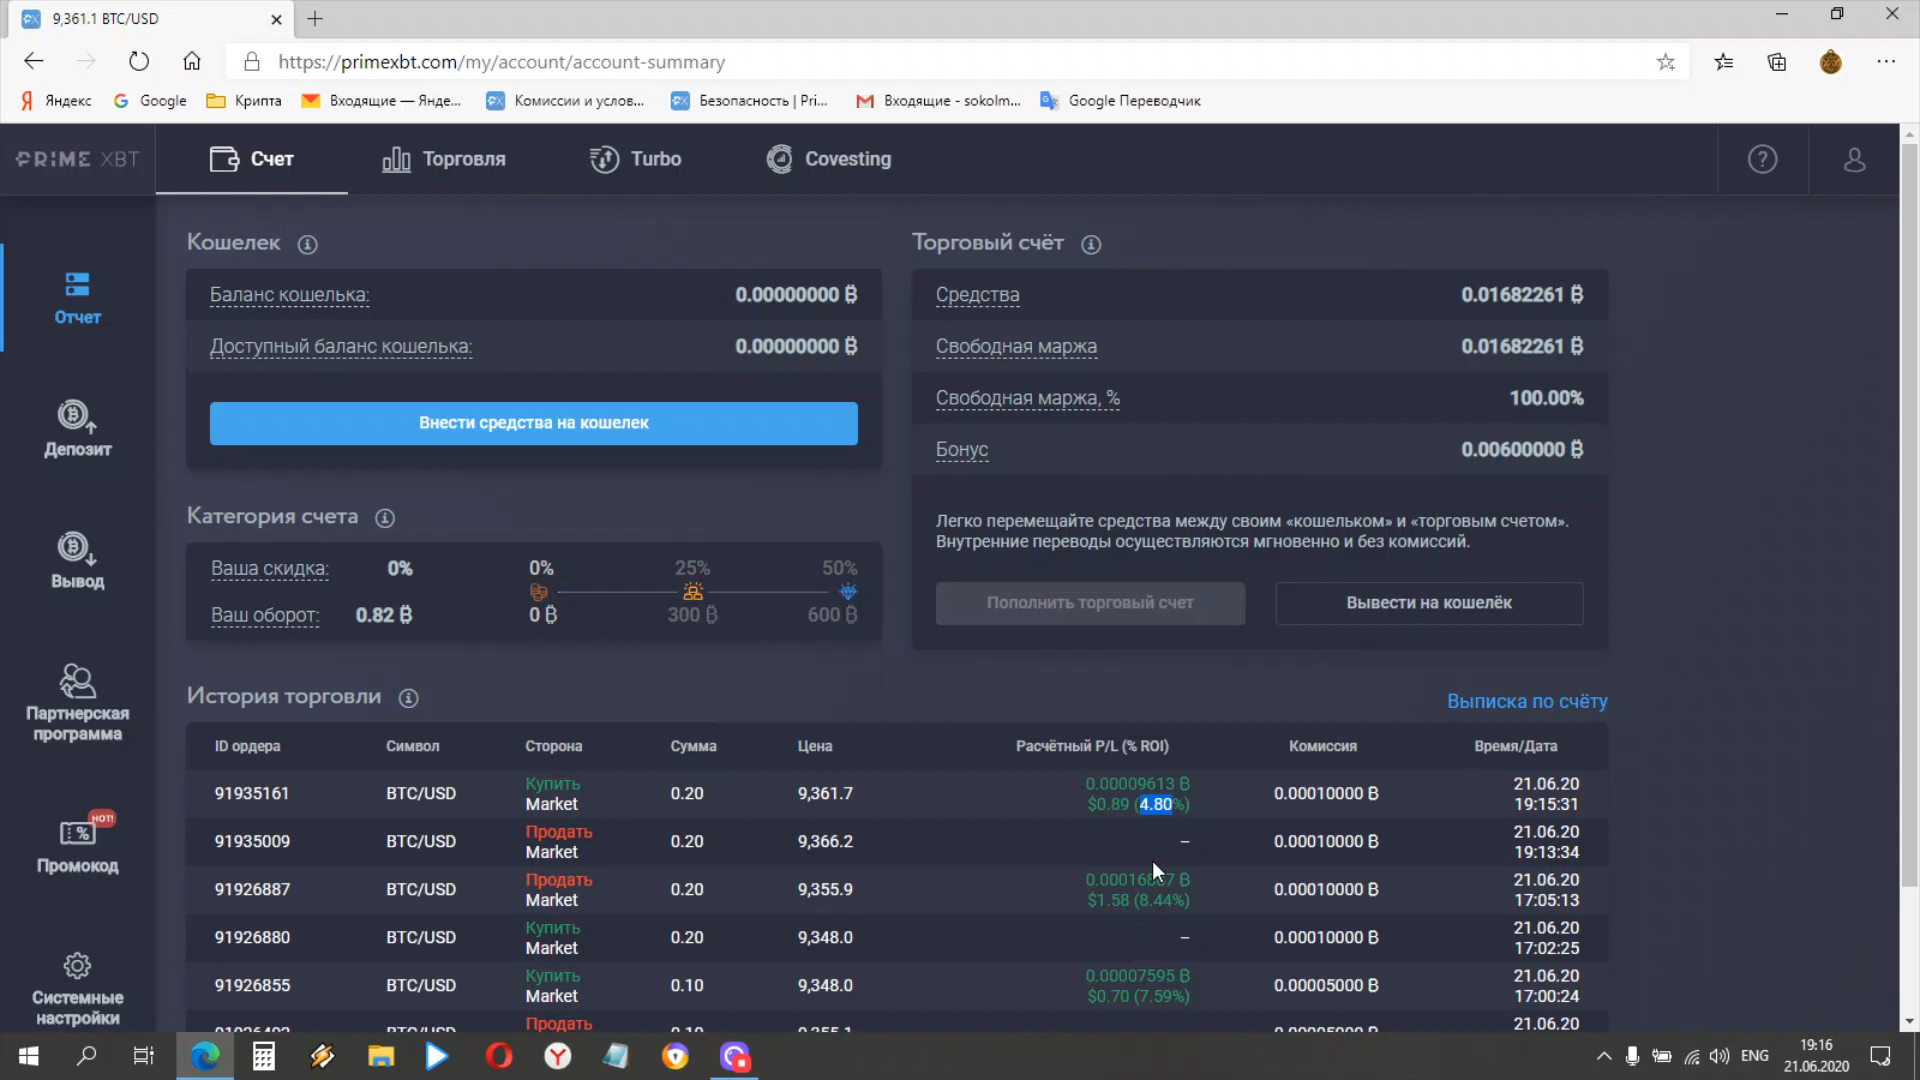 9,361.1 BTC/USD
https://primexbt.com/my/account/account-summary
Яндекс Google Крипта Входящие — Янде... Комиссии и услов... Безопасность | Pri... Входящие - sokolm... Google Переводчик
PRIME XBT Счет Торговля Turbo Covesting
Отчет
Депозит
Вывод
Партнерская
программа
HOT!
Промокод
Системные
настройки
Кошелек
Баланс кошелька: 0.00000000 ₿
Доступный баланс кошелька: 0.00000000 ₿
Внести средства на кошелек
Категория счета
Ваша скидка: 0% 0% 25% 50%
Ваш оборот: 0.82 ₿ 0 ₿ 300 ₿ 600 ₿
Торговый счёт
Средства 0.01682261 ₿
Свободная маржа 0.01682261 ₿
Свободная маржа, % 100.00%
Бонус 0.00600000 ₿
Легко перемещайте средства между своим «кошельком» и «торговым счетом».
Внутренние переводы осуществляются мгновенно и без комиссий.
Пополнить торговый счет Вывести на кошелёк
История торговли
Выписка по счёту
ID ордера Символ Сторона Сумма Цена Расчётный P/L (% ROI) Комиссия Время/Дата
91935161 BTC/USD Купить Market 0.20 9,361.7 0.00009613 ₿ $0.89 (4.80%) 0.00010000 ₿ 21.06.20 19:15:31
91935009 BTC/USD Продать Market 0.20 9,366.2 – 0.00010000 ₿ 21.06.20 19:13:34
91926887 BTC/USD Продать Market 0.20 9,355.9 ₿ $1.58 (8.44%) 0.00010000 ₿ 21.06.20 17:05:13
91926880 BTC/USD Купить Market 0.20 9,348.0 – 0.00010000 ₿ 21.06.20 17:02:25
91926855 BTC/USD Купить Market 0.10 9,348.0 0.00007595 ₿ $0.70 (7.59%) 0.00005000 ₿ 21.06.20 17:00:24
BTC/USD Продать 21.06.20
ENG 19:16
21.06.2020